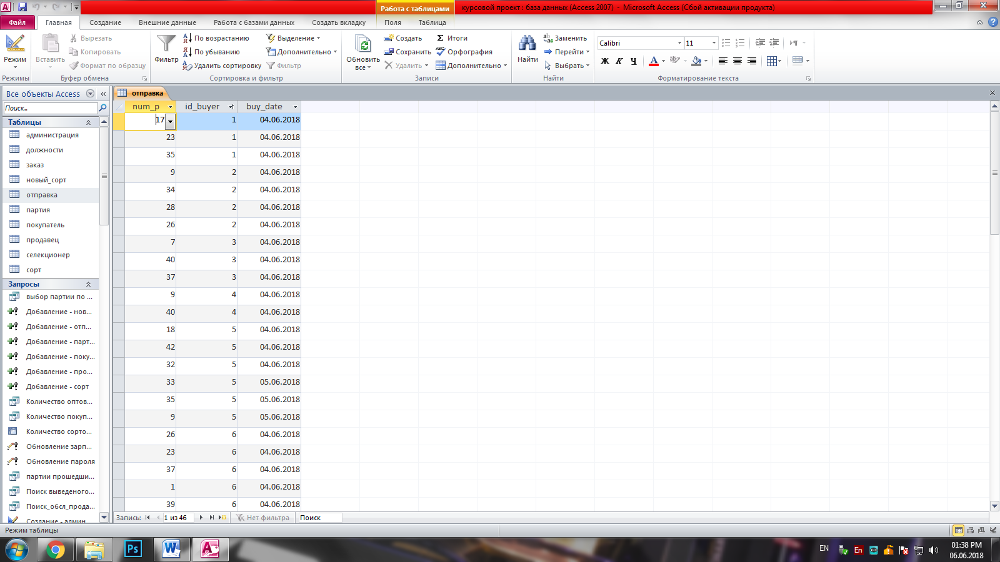 Работа с таблицами
курсовой проект : база данных (Access 2007) - Microsoft Access (Сбой активации продукта)
Файл Главная Создание Внешние данные Работа с базами данных Создать вкладку Поля Таблица
Режим
Режимы
Вставить
Вырезать
Копировать
Формат по образцу
Буфер обмена
Фильтр
По возрастанию
По убыванию
Удалить сортировку
Выделение
Дополнительно
Фильтр
Сортировка и фильтр
Обновить
все
Создать
Сохранить
Удалить
Итоги
Орфография
Дополнительно
Записи
Найти
Заменить
Перейти
Выбрать
Найти
Calibri 11
Ж К Ч
Форматирование текста
Все объекты Access
Поиск...
Таблицы
администрация
должности
заказ
новый_сорт
отправка
партия
покупатель
продавец
селекционер
сорт
Запросы
выбор партии по ...
Добавление - нов...
Добавление - отп...
Добавление - парт...
Добавление - поку...
Добавление - про...
Добавление - сорт
Количество оптов...
Количество покуп...
Количество сорто...
Обновление зарп...
Обновление пароля
партии прошедши...
Поиск выведеного...
Поиск_обсл_прода...
Создание - админ...
отправка
num_p id_buyer buy_date
17 1 04.06.2018
23 1 04.06.2018
35 1 04.06.2018
9 2 04.06.2018
34 2 04.06.2018
28 2 04.06.2018
26 2 04.06.2018
7 3 04.06.2018
40 3 04.06.2018
37 3 04.06.2018
9 4 04.06.2018
40 4 04.06.2018
18 5 04.06.2018
42 5 04.06.2018
32 5 04.06.2018
33 5 05.06.2018
35 5 05.06.2018
9 5 05.06.2018
26 6 04.06.2018
23 6 04.06.2018
37 6 04.06.2018
1 6 04.06.2018
39 6 04.06.2018
Запись: 1 из 46 Нет фильтра Поиск
Режим таблицы
Ps
EN
En
01:38 PM
06.06.2018